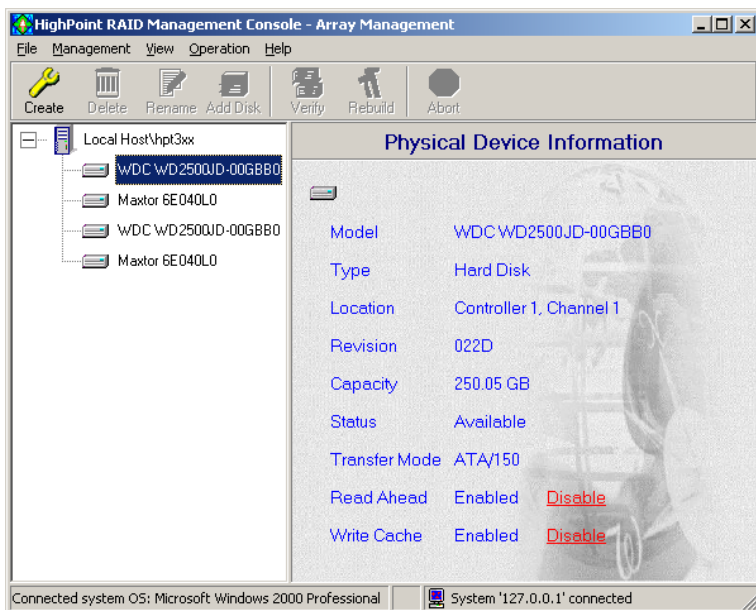 HighPoint RAID Management Console - Array Management
File Management View Operation Help
Create Delete Rename Add Disk Verify Rebuild Abort
Local Host\hpt3xx
WDC WD2500JD-00GBB0
Maxtor 6E040L0
WDC WD2500JD-00GBB0
Maxtor 6E040L0
Physical Device Information
Model WDC WD2500JD-00GBB0
Type Hard Disk
Location Controller 1, Channel 1
Revision 022D
Capacity 250.05 GB
Status Available
Transfer Mode ATA/150
Read Ahead Enabled Disable
Write Cache Enabled Disable
Connected system OS: Microsoft Windows 2000 Professional System '127.0.0.1' connected